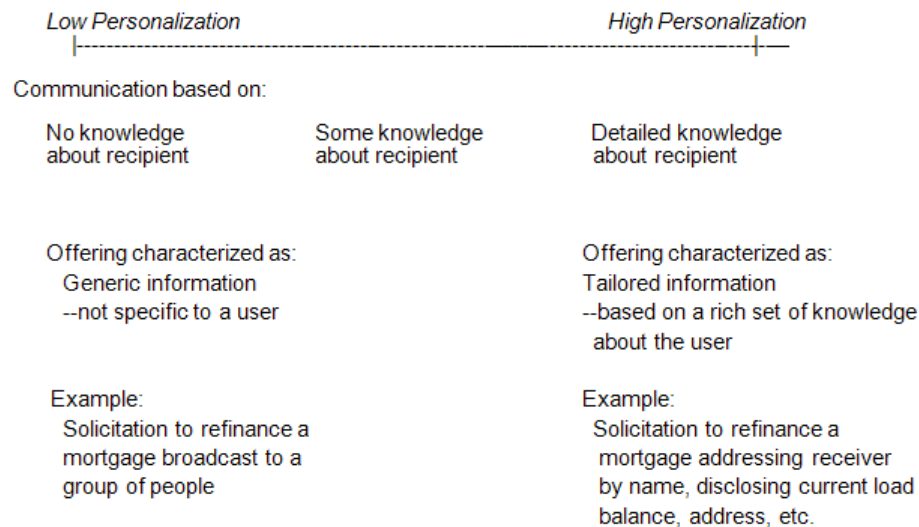 Low Personalization High Personalization
Communication based on:
No knowledge
about recipient
Some knowledge
about recipient
Detailed knowledge
about recipient
Offering characterized as:
Generic information
--not specific to a user
Offering characterized as:
Tailored information
--based on a rich set of knowledge
about the user
Example:
Solicitation to refinance a
mortgage broadcast to a
group of people
Example:
Solicitation to refinance a
mortgage addressing receiver
by name, disclosing current load
balance, address, etc.